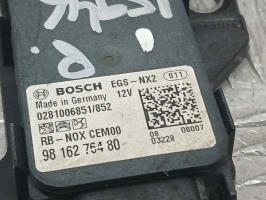 BOSCH EGS-NX2 011
Made in Germany 12V
0281006851/852
RB-NOX CEM00
98 162 764 80
08 08007
03228